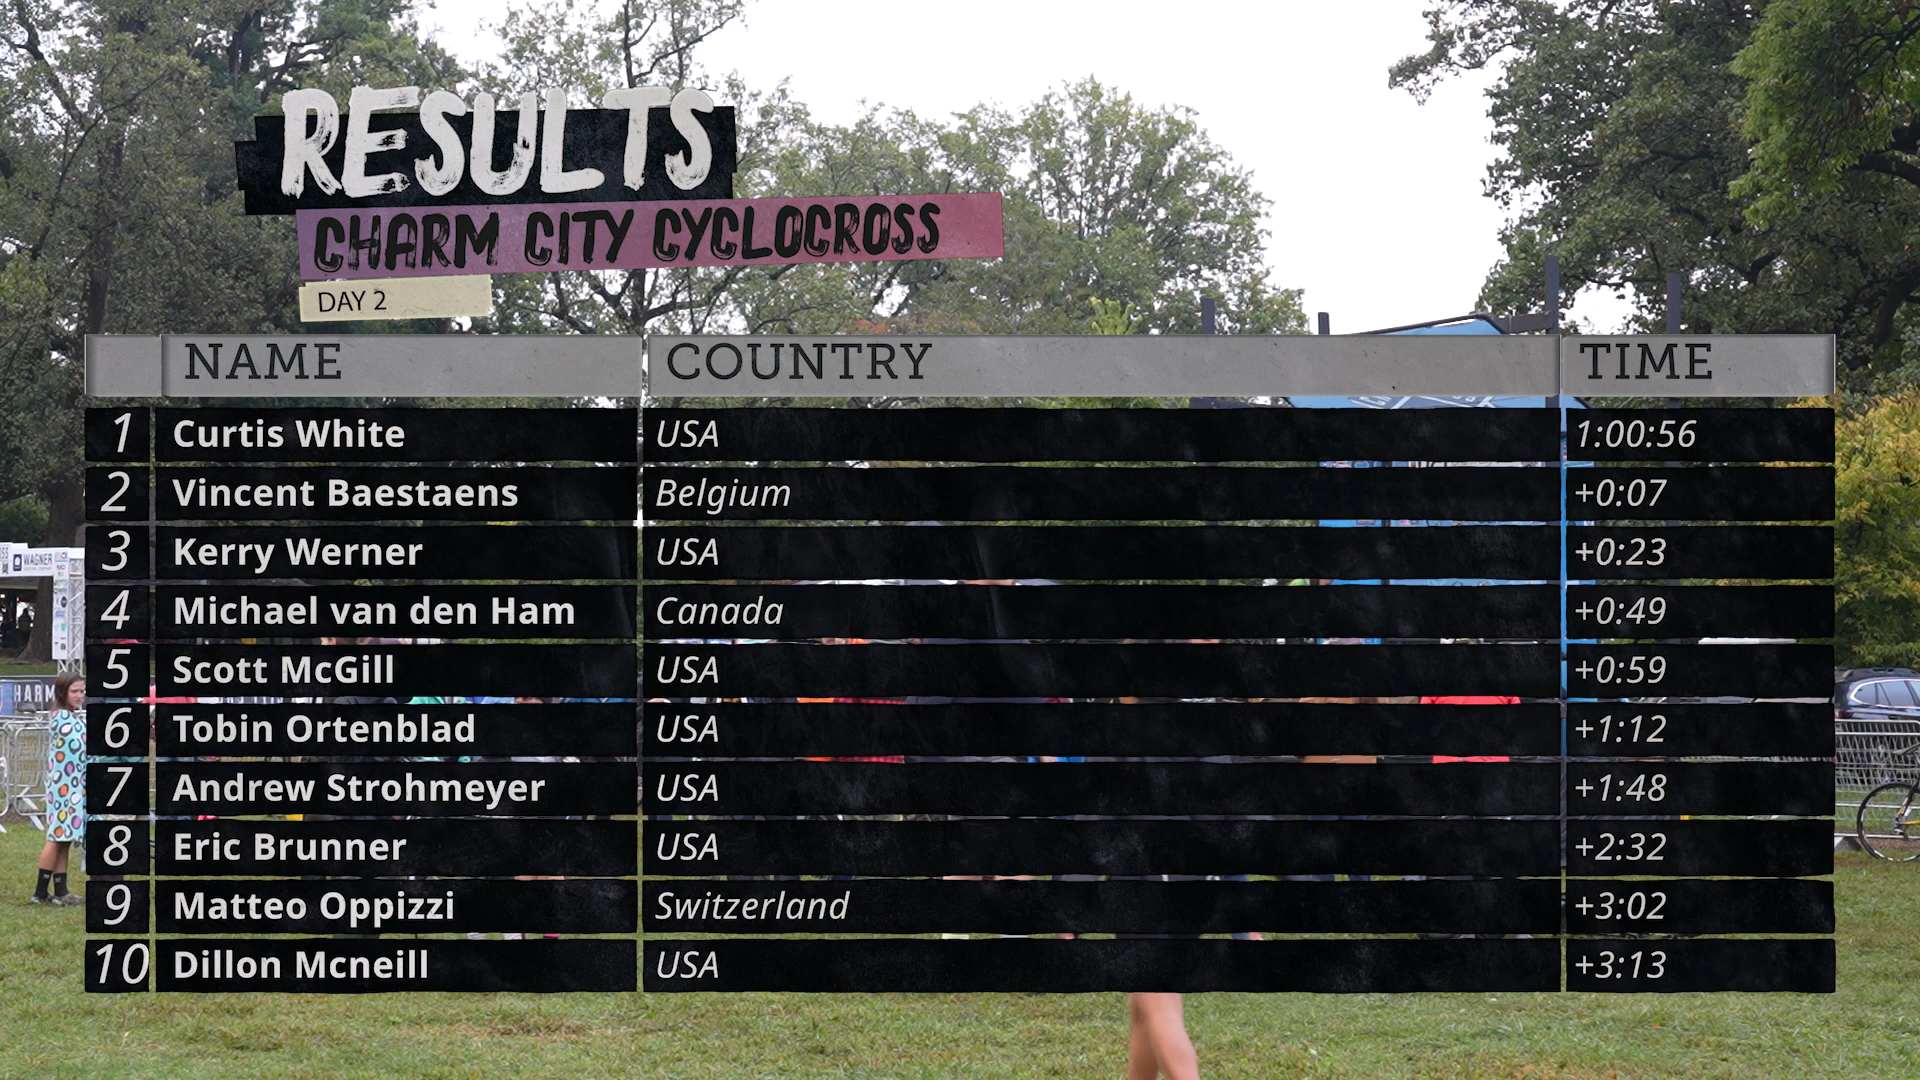 RESULTS
CHARM CITY CYCLOCROSS
DAY 2
NAME COUNTRY TIME
1 Curtis White USA 1:00:56
2 Vincent Baestaens Belgium +0:07
3 Kerry Werner USA +0:23
4 Michael van den Ham Canada +0:49
5 Scott McGill USA +0:59
6 Tobin Ortenblad USA +1:12
7 Andrew Strohmeyer USA +1:48
8 Eric Brunner USA +2:32
9 Matteo Oppizzi Switzerland +3:02
10 Dillon Mcneill USA +3:13
WAGNER
HARM